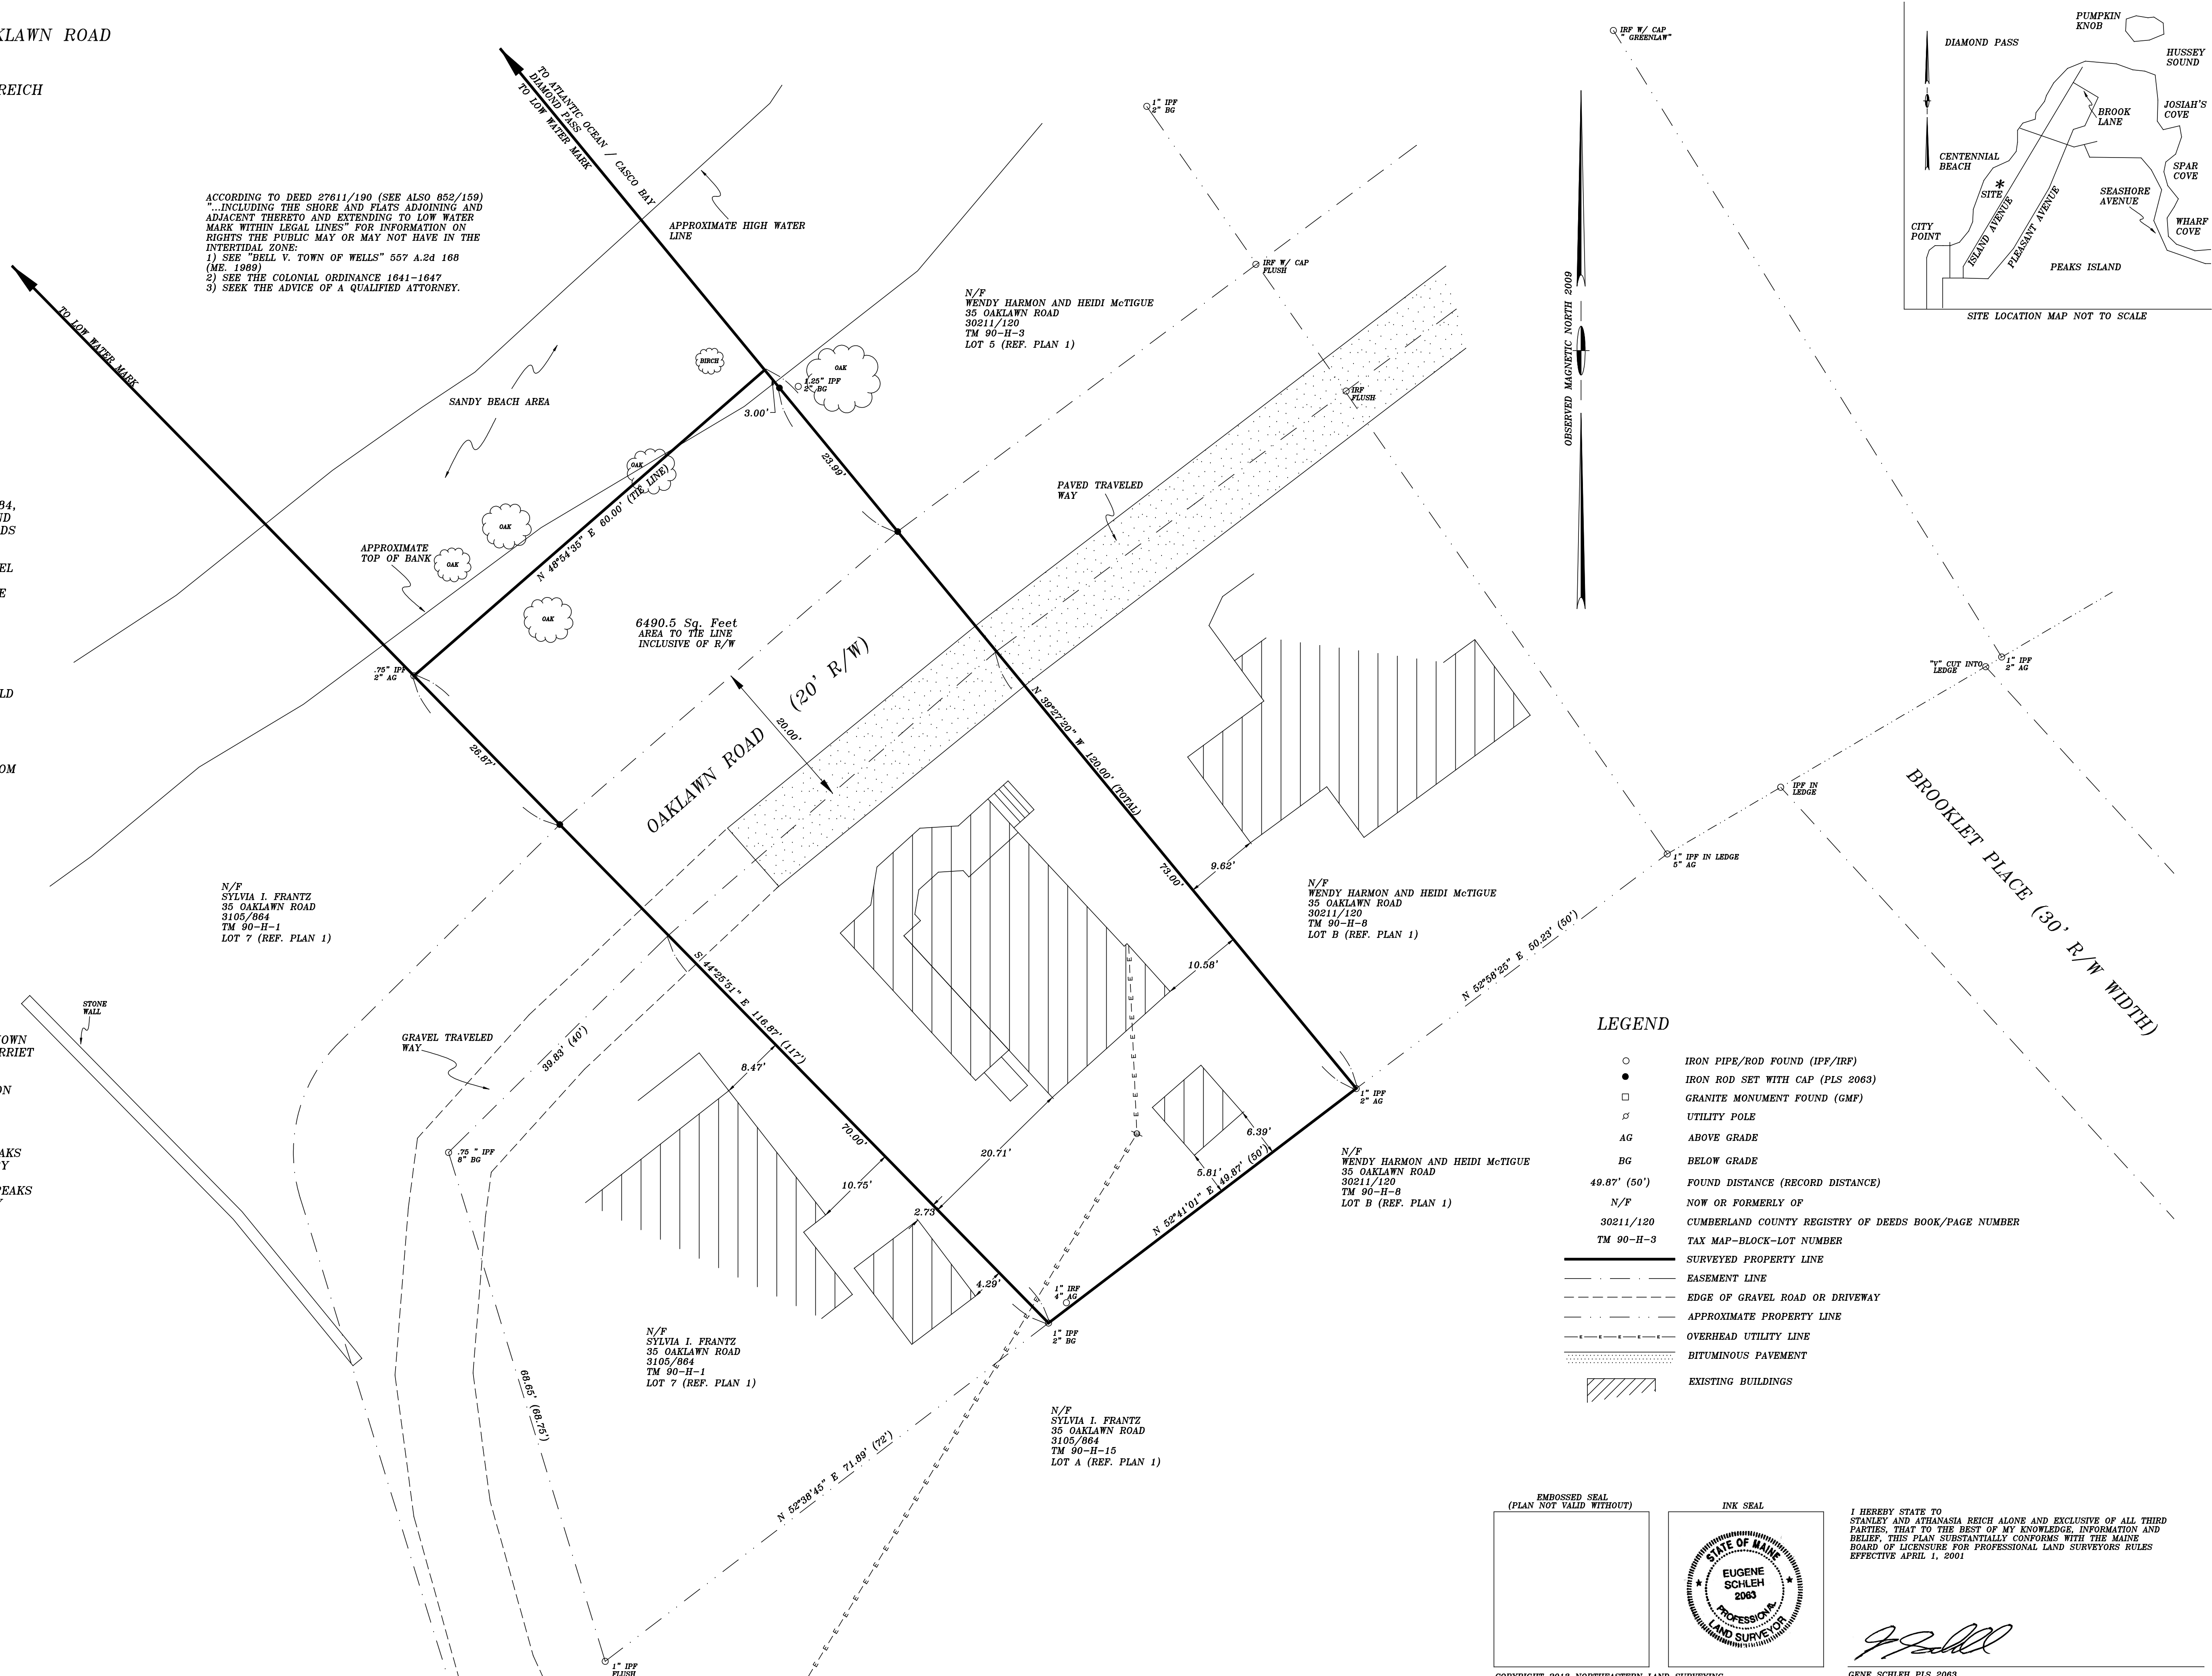 KLAWN ROAD
REICH
84,
ND
DS
EL
E
LD
OM
OWN
RRIET
ON
AKS
Y
PEAKS
ACCORDING TO DEED 27611/190 (SEE ALSO 852/159)
"...INCLUDING THE SHORE AND FLATS ADJOINING AND
ADJACENT THERETO AND EXTENDING TO LOW WATER
MARK WITHIN LEGAL LINES" FOR INFORMATION ON
RIGHTS THE PUBLIC MAY OR MAY NOT HAVE IN THE
INTERTIDAL ZONE:
1) SEE "BELL V. TOWN OF WELLS" 557 A.2d 168
(ME. 1989)
2) SEE THE COLONIAL ORDINANCE 1641-1647
3) SEEK THE ADVICE OF A QUALIFIED ATTORNEY.
TO LOW WATER MARK
TO ATLANTIC OCEAN / CASCO BAY
DIAMOND PASS
TO LOW WATER MARK
APPROXIMATE HIGH WATER
LINE
SANDY BEACH AREA
BIRCH
OAK
1.25" IPF
2" BG
3.00'
OAK
OAK
OAK
OAK
APPROXIMATE
TOP OF BANK
N 48°54'35" E 60.00' (TIE LINE)
.75" IPF
2" AG
23.99'
N/F
WENDY HARMON AND HEIDI McTIGUE
35 OAKLAWN ROAD
30211/120
TM 90-H-3
LOT 5 (REF. PLAN 1)
1" IPF
2" BG
IRF W/ CAP
FLUSH
IRF
FLUSH
IRF W/ CAP
" GREENLAW"
PAVED TRAVELED
WAY
OBSERVED MAGNETIC NORTH 2009
PUMPKIN
KNOB
DIAMOND PASS
HUSSEY
SOUND
JOSIAH'S
COVE
BROOK
LANE
CENTENNIAL
BEACH
SPAR
COVE
SITE
*
SEASHORE
AVENUE
WHARF
COVE
CITY
POINT
ISLAND AVENUE
PLEASANT AVENUE
PEAKS ISLAND
SITE LOCATION MAP NOT TO SCALE
6490.5 Sq. Feet
AREA TO TIE LINE
INCLUSIVE OF R/W
OAKLAWN ROAD (20' R/W)
20.00'
26.87'
N 39°27'20" W 120.00' (TOTAL)
73.00'
9.62'
10.58'
N/F
WENDY HARMON AND HEIDI McTIGUE
35 OAKLAWN ROAD
30211/120
TM 90-H-8
LOT B (REF. PLAN 1)
"V" CUT INTO
LEDGE
1" IPF
2" AG
IPF IN
LEDGE
1" IPF IN LEDGE
5" AG
BROOKLET PLACE (30' R/W WIDTH)
N 52°58'25" E 50.23' (50')
N/F
SYLVIA I. FRANTZ
35 OAKLAWN ROAD
3105/864
TM 90-H-1
LOT 7 (REF. PLAN 1)
STONE
WALL
GRAVEL TRAVELED
WAY
39.83' (40')
S 44°25'51" E 116.87' (117')
8.47'
70.00'
10.75'
2.73'
20.71'
4.29'
.75 " IPF
8" BG
E E E E E E E
1" IPF
2" AG
6.39'
5.81'
N 52°41'01" E 49.87' (50')
1" IRF
4" AG
1" IPF
2" BG
N/F
WENDY HARMON AND HEIDI McTIGUE
35 OAKLAWN ROAD
30211/120
TM 90-H-8
LOT B (REF. PLAN 1)
N/F
SYLVIA I. FRANTZ
35 OAKLAWN ROAD
3105/864
TM 90-H-1
LOT 7 (REF. PLAN 1)
68.65' (68.75')
N 52°38'45" E 71.89' (72')
N/F
SYLVIA I. FRANTZ
35 OAKLAWN ROAD
3105/864
TM 90-H-15
LOT A (REF. PLAN 1)
1" IPF
FLUSH
LEGEND
IRON PIPE/ROD FOUND (IPF/IRF)
IRON ROD SET WITH CAP (PLS 2063)
GRANITE MONUMENT FOUND (GMF)
UTILITY POLE
AG ABOVE GRADE
BG BELOW GRADE
49.87' (50') FOUND DISTANCE (RECORD DISTANCE)
N/F NOW OR FORMERLY OF
30211/120 CUMBERLAND COUNTY REGISTRY OF DEEDS BOOK/PAGE NUMBER
TM 90-H-3 TAX MAP-BLOCK-LOT NUMBER
SURVEYED PROPERTY LINE
EASEMENT LINE
EDGE OF GRAVEL ROAD OR DRIVEWAY
APPROXIMATE PROPERTY LINE
E E E E E OVERHEAD UTILITY LINE
BITUMINOUS PAVEMENT
EXISTING BUILDINGS
EMBOSSED SEAL
(PLAN NOT VALID WITHOUT)
INK SEAL
STATE OF MAINE
EUGENE
SCHLEH
2063
PROFESSIONAL
LAND SURVEYOR
I HEREBY STATE TO
STANLEY AND ATHANASIA REICH ALONE AND EXCLUSIVE OF ALL THIRD
PARTIES, THAT TO THE BEST OF MY KNOWLEDGE, INFORMATION AND
BELIEF, THIS PLAN SUBSTANTIALLY CONFORMS WITH THE MAINE
BOARD OF LICENSURE FOR PROFESSIONAL LAND SURVEYORS RULES
EFFECTIVE APRIL 1, 2001
GENE SCHLEH PLS 2063
COPYRIGHT 2013 NORTHEASTERN LAND SURVEYING